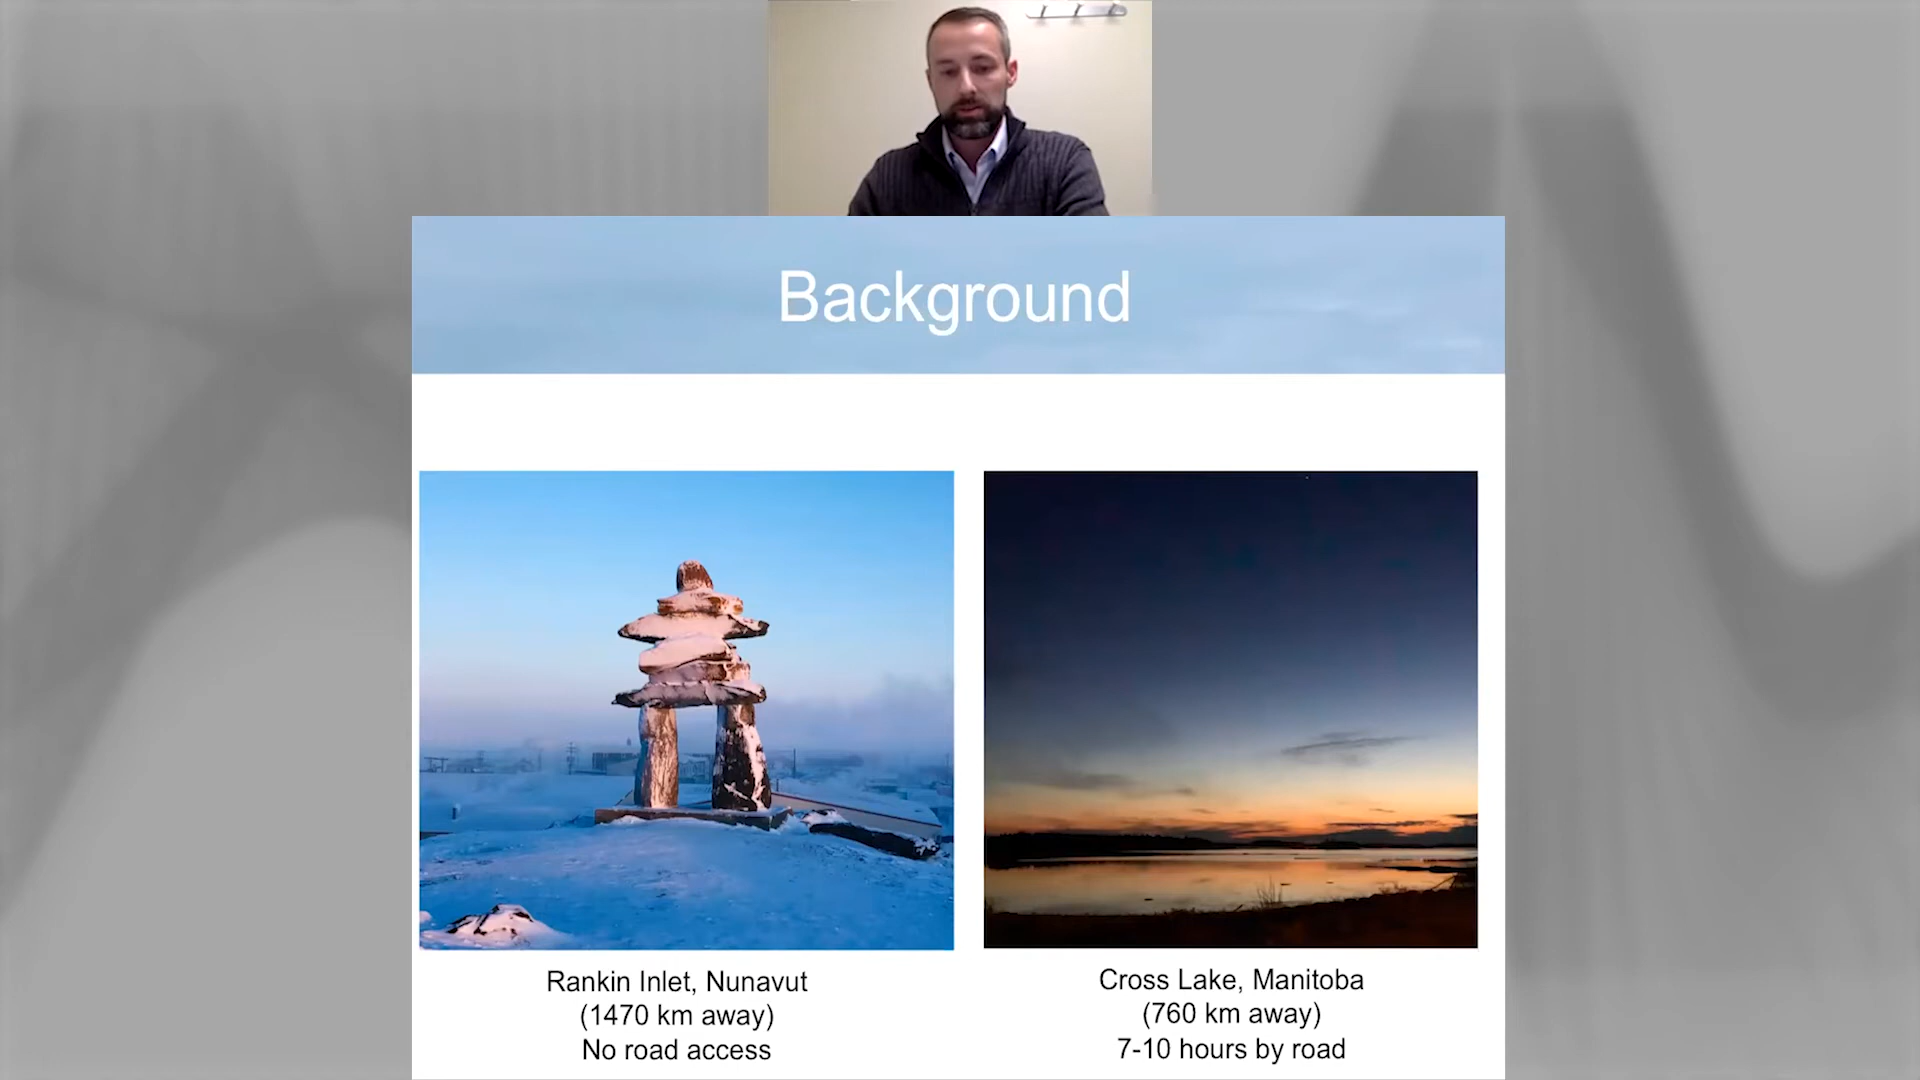 Background
Rankin Inlet, Nunavut
(1470 km away)
No road access
Cross Lake, Manitoba
(760 km away)
7-10 hours by road